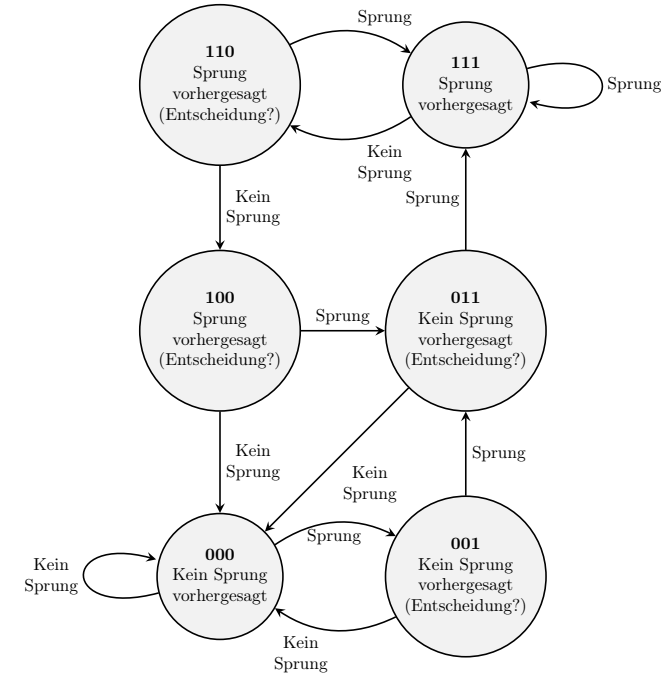 Sprung
110
Sprung
vorhergesagt
(Entscheidung?)
111
Sprung
vorhergesagt
Sprung
Kein
Sprung
Kein
Sprung
Sprung
100
Sprung
vorhergesagt
(Entscheidung?)
Sprung
011
Kein Sprung
vorhergesagt
(Entscheidung?)
Kein
Sprung
Kein
Sprung
Sprung
000
Kein Sprung
vorhergesagt
Sprung
001
Kein Sprung
vorhergesagt
(Entscheidung?)
Kein
Sprung
Kein
Sprung